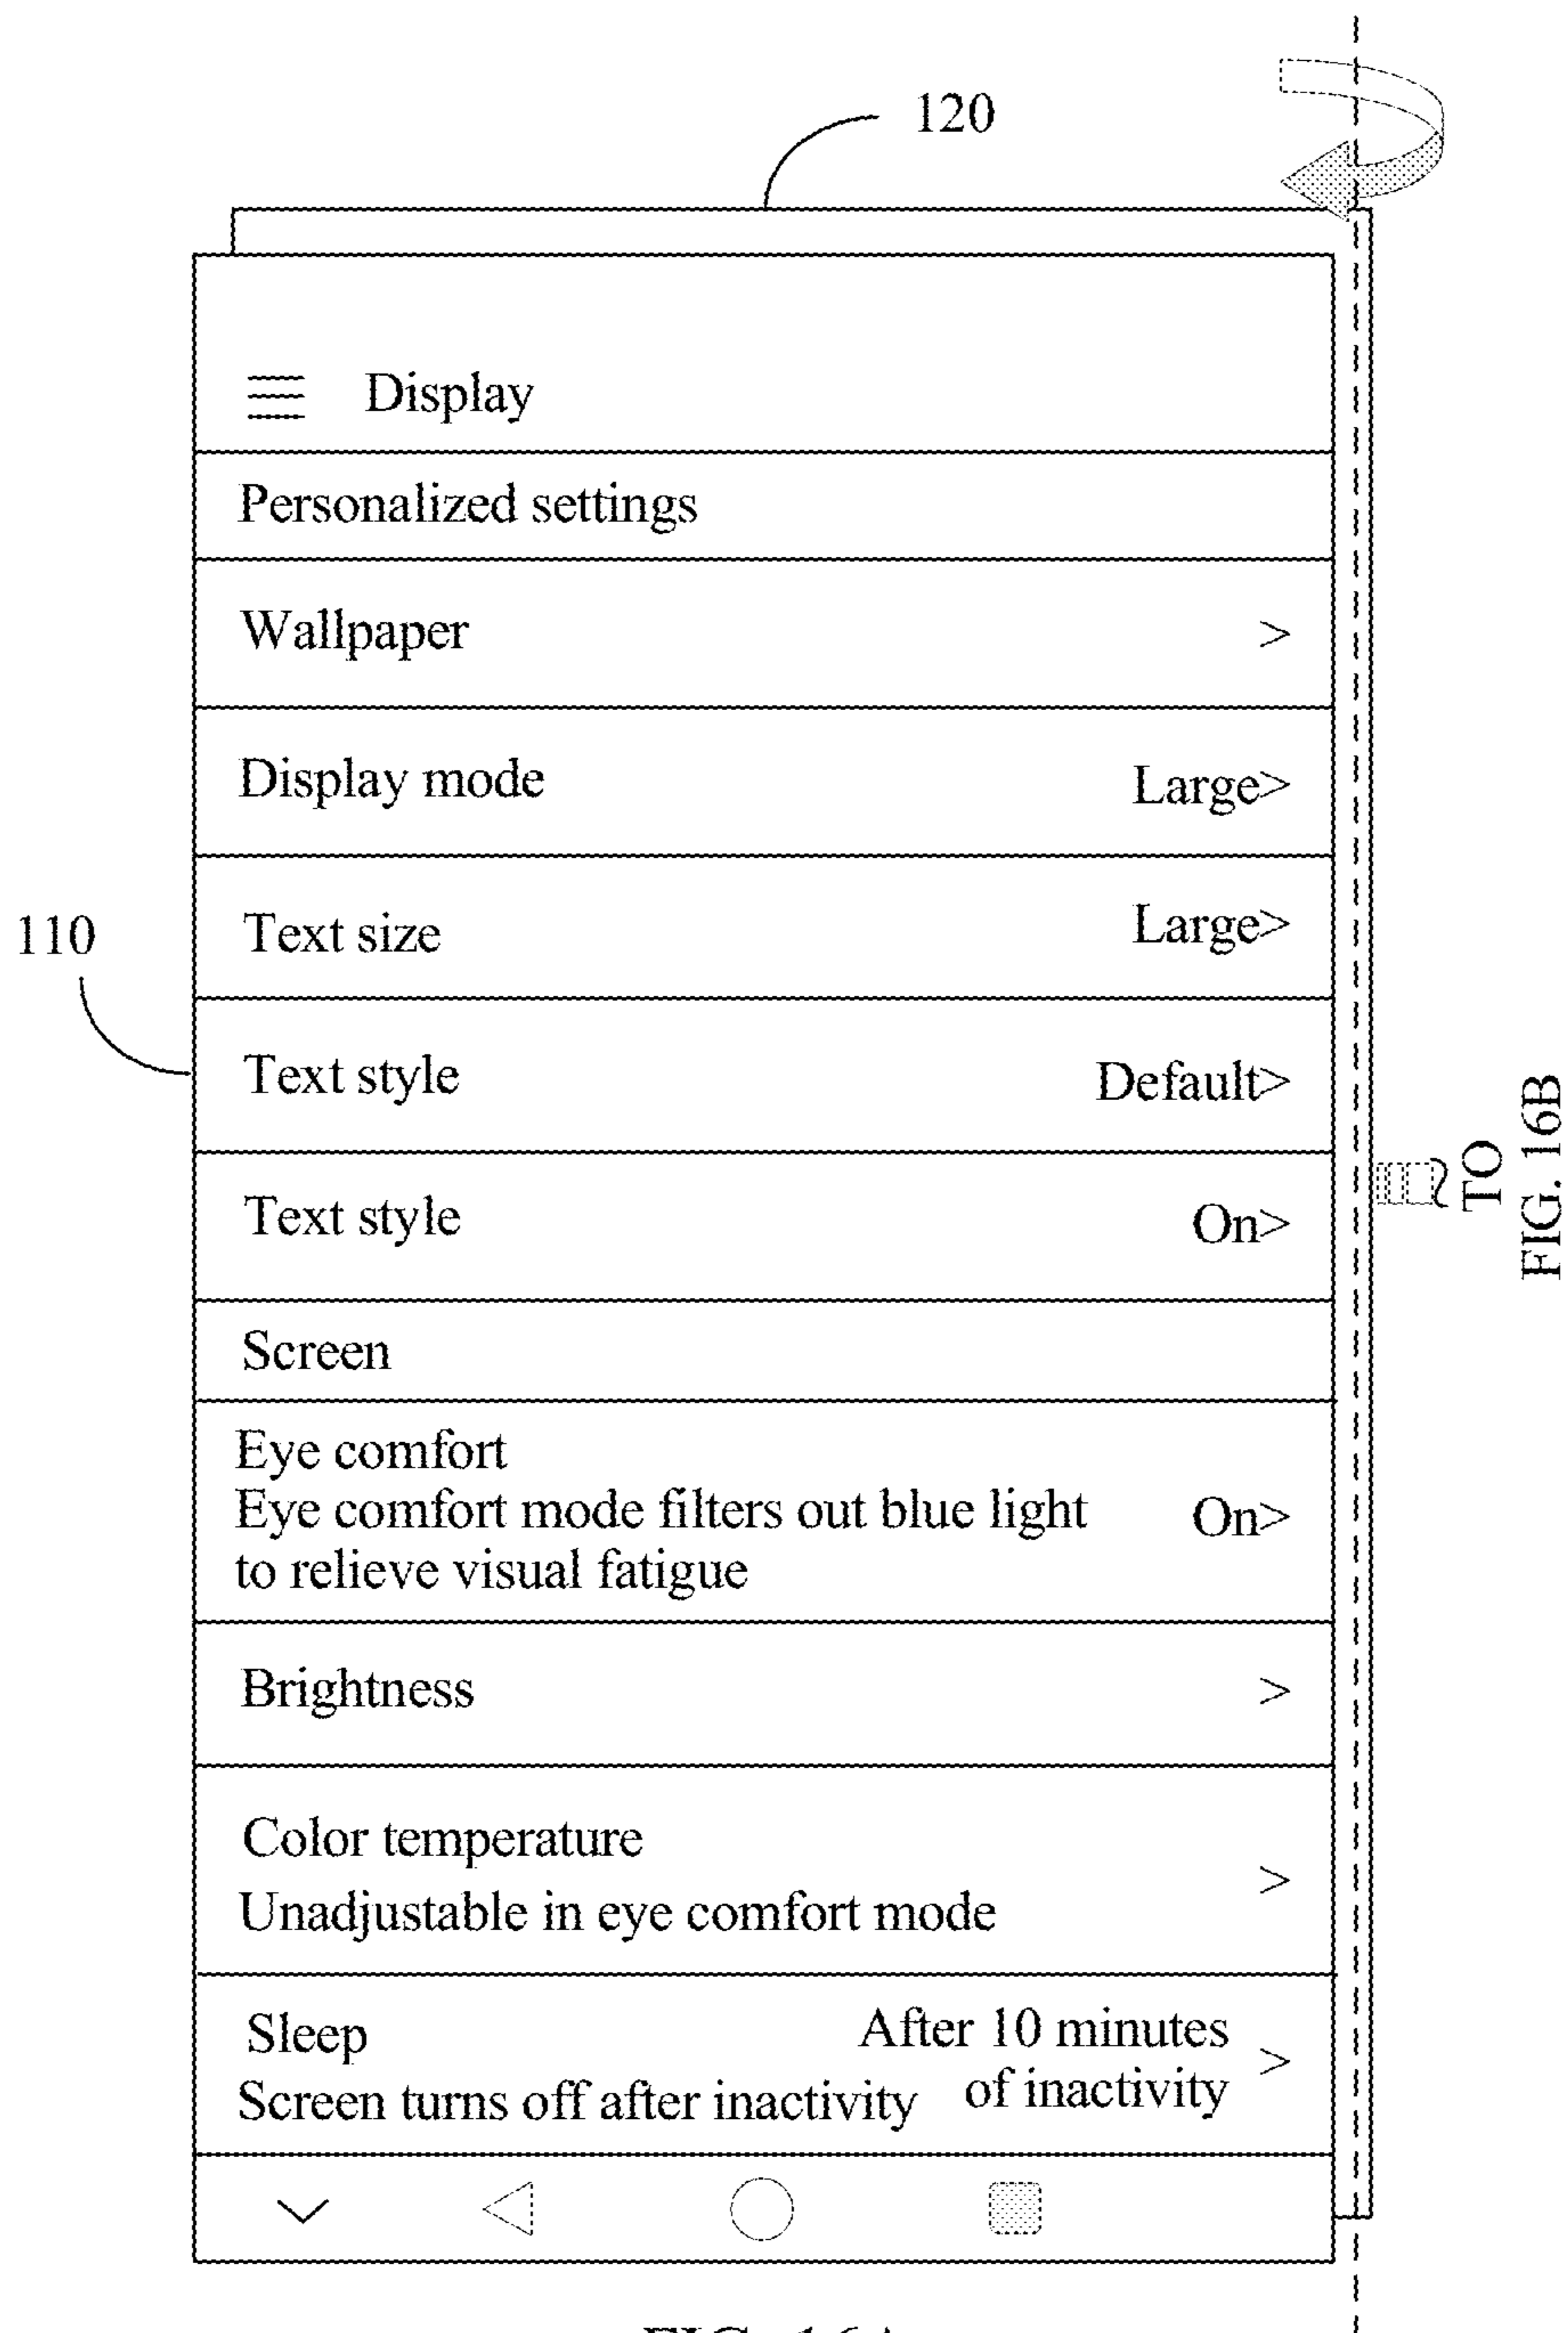 120
Display
Personalized settings
Wallpaper >
Display mode Large>
Text size Large>
110
Text style Default>
Text style On>
TO
FIG. 16B
Screen
Eye comfort
Eye comfort mode filters out blue light On>
to relieve visual fatigue
Brightness >
Color temperature
>
Unadjustable in eye comfort mode
Sleep After 10 minutes
>
Screen turns off after inactivity of inactivity
FIG. 16A